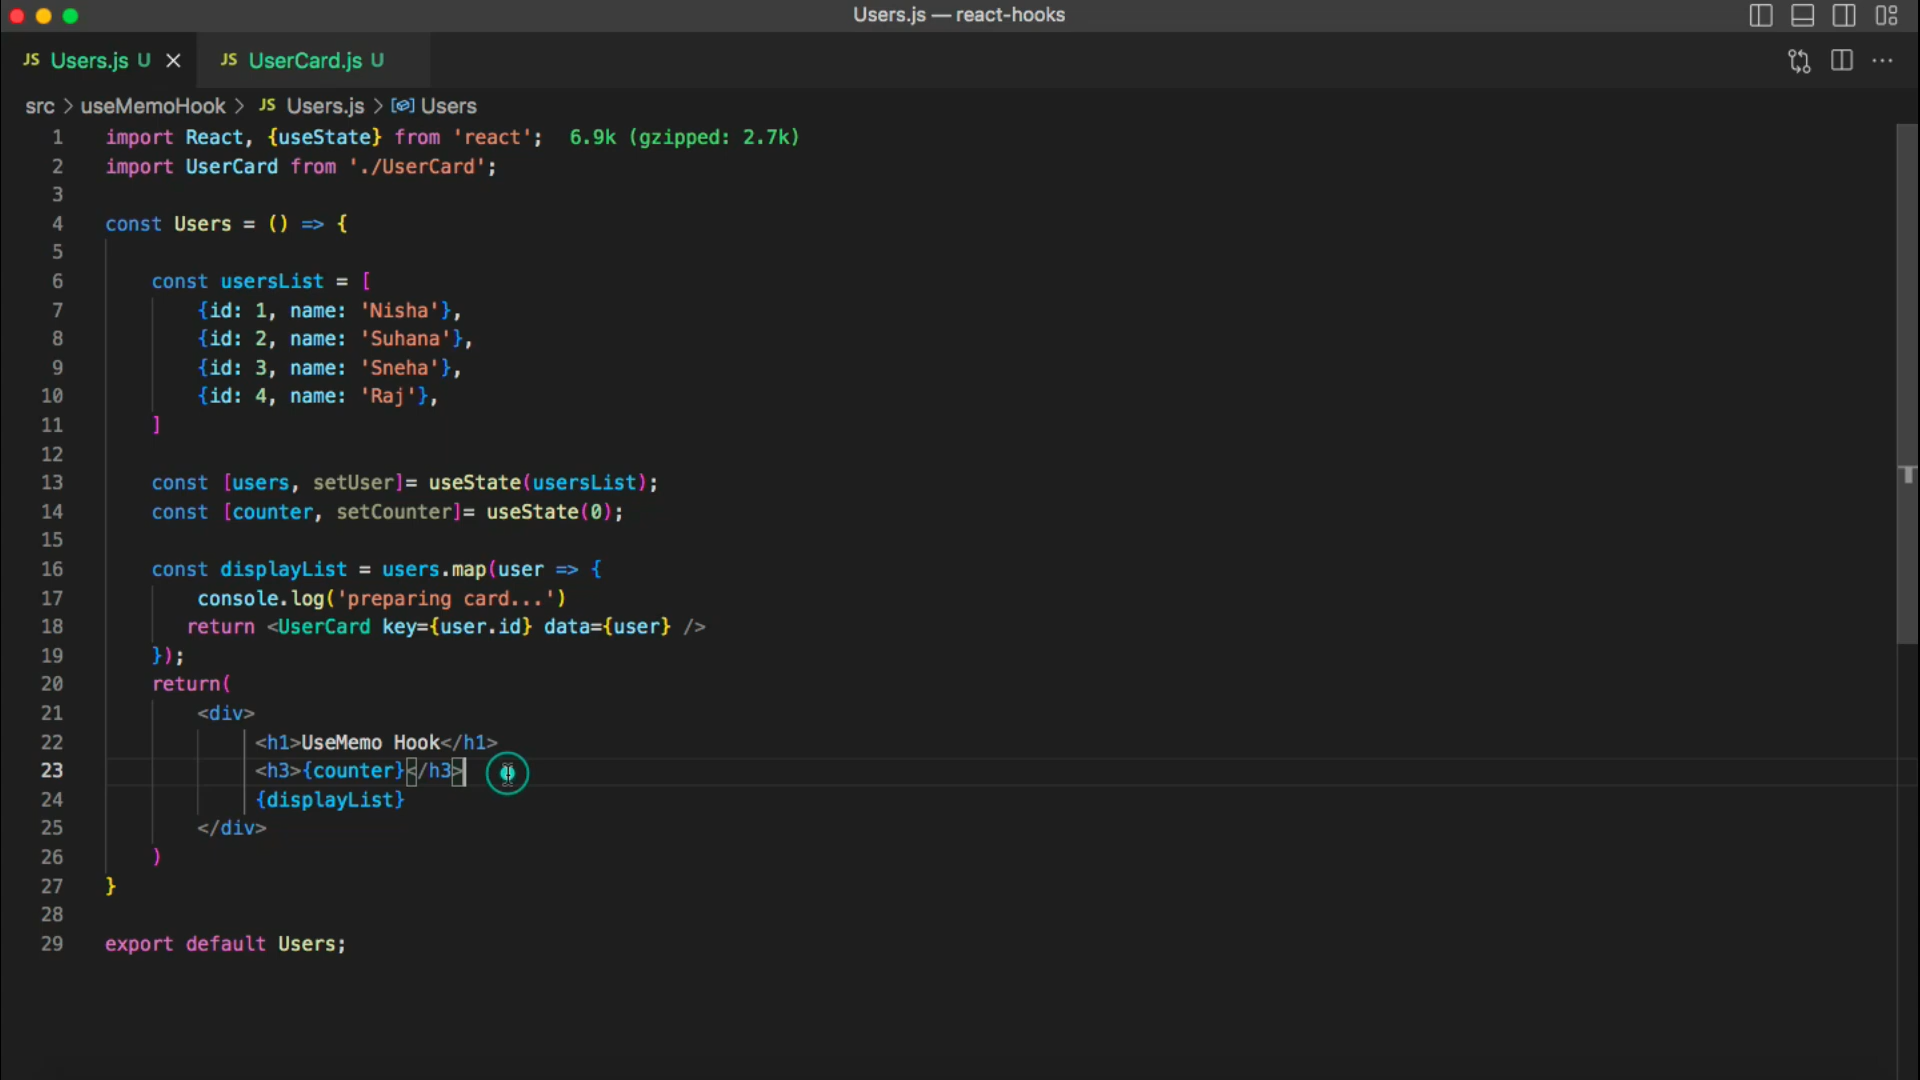 Users.js — react-hooks
JS Users.js U × JS UserCard.js U
src > useMemoHook > JS Users.js > Users
1 import React, {useState} from 'react'; 6.9k (gzipped: 2.7k)
2 import UserCard from './UserCard';
3
4 const Users = () => {
5
6 const usersList = [
7 {id: 1, name: 'Nisha'},
8 {id: 2, name: 'Suhana'},
9 {id: 3, name: 'Sneha'},
10 {id: 4, name: 'Raj'},
11 ]
12
13 const [users, setUser]= useState(usersList);
14 const [counter, setCounter]= useState(0);
15
16 const displayList = users.map(user => {
17 console.log('preparing card...')
18 return <UserCard key={user.id} data={user} />
19 });
20 return(
21 <div>
22 <h1>UseMemo Hook</h1>
23 <h3>{counter}</h3>
24 {displayList}
25 </div>
26 )
27 }
28
29 export default Users;